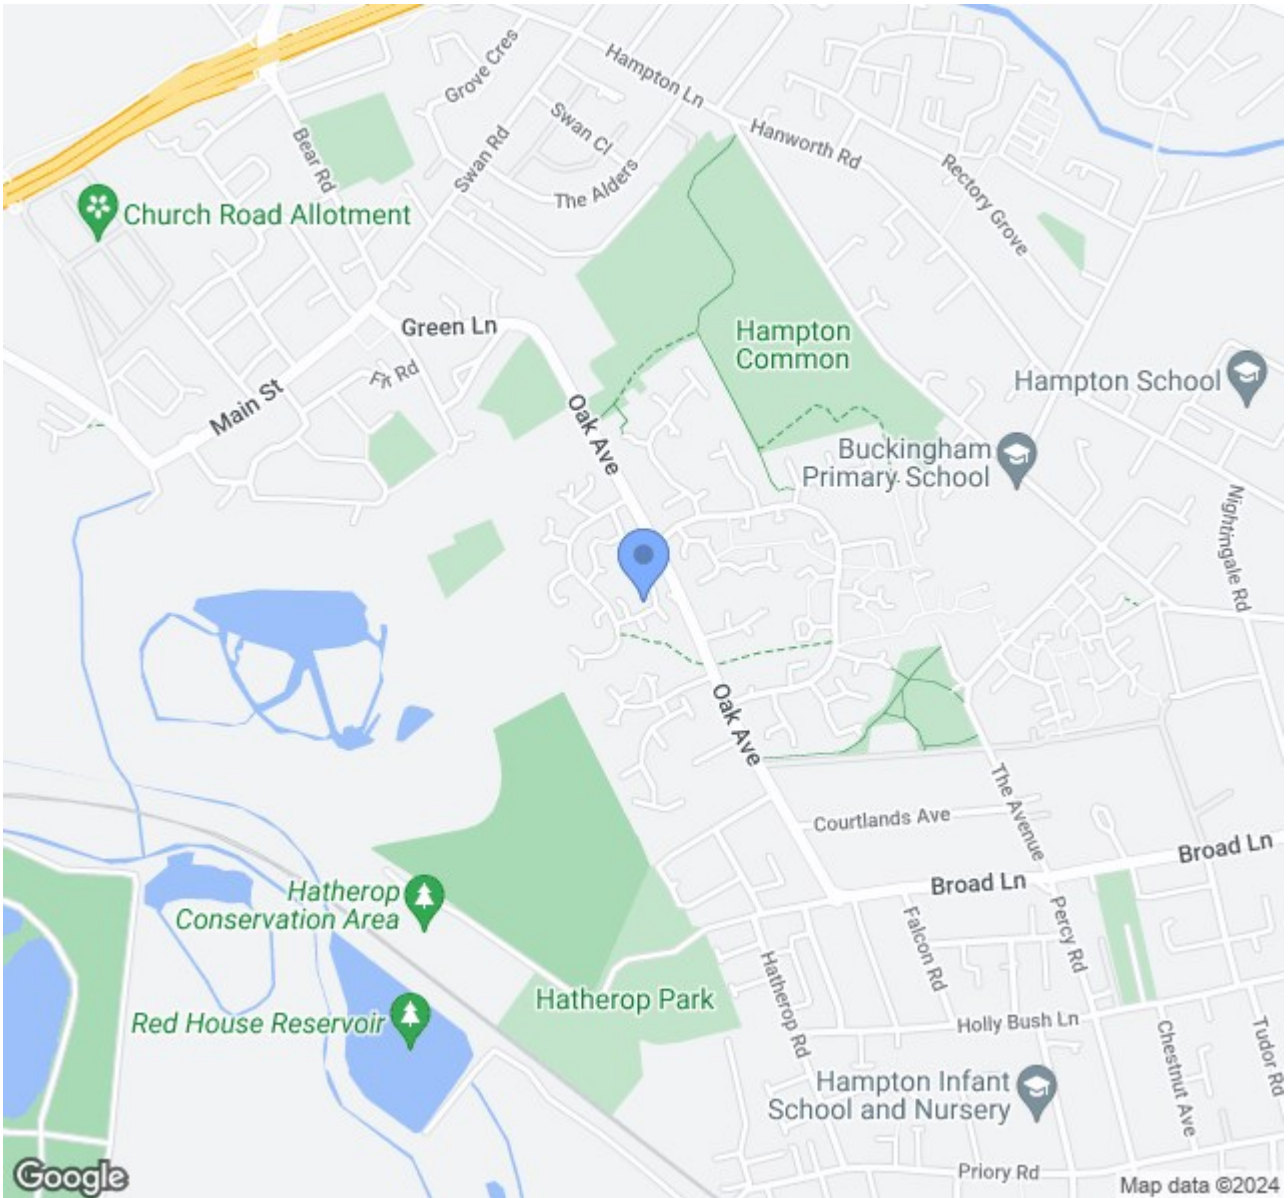 Grove Cres
Hampton Ln
Swan Cl
Bear Rd
Swan Rd
Hanworth Rd
The Alders
Rectory Grove
Church Road Allotment
Green Ln
Hampton
Common
Fir Rd
Hampton School
Main St
Oak Ave
Buckingham
Primary School
Nightingale Rd
Oak Ave
The Avenue
Courtlands Ave
Broad Ln
Broad Ln
Hatherop
Conservation Area
Percy Rd
Falcon Rd
Hatherop Rd
Hatherop Park
Red House Reservoir
Holly Bush Ln
Chestnut Ave
Tudor Rd
Hampton Infant
School and Nursery
Priory Rd
Google
Map data ©2024